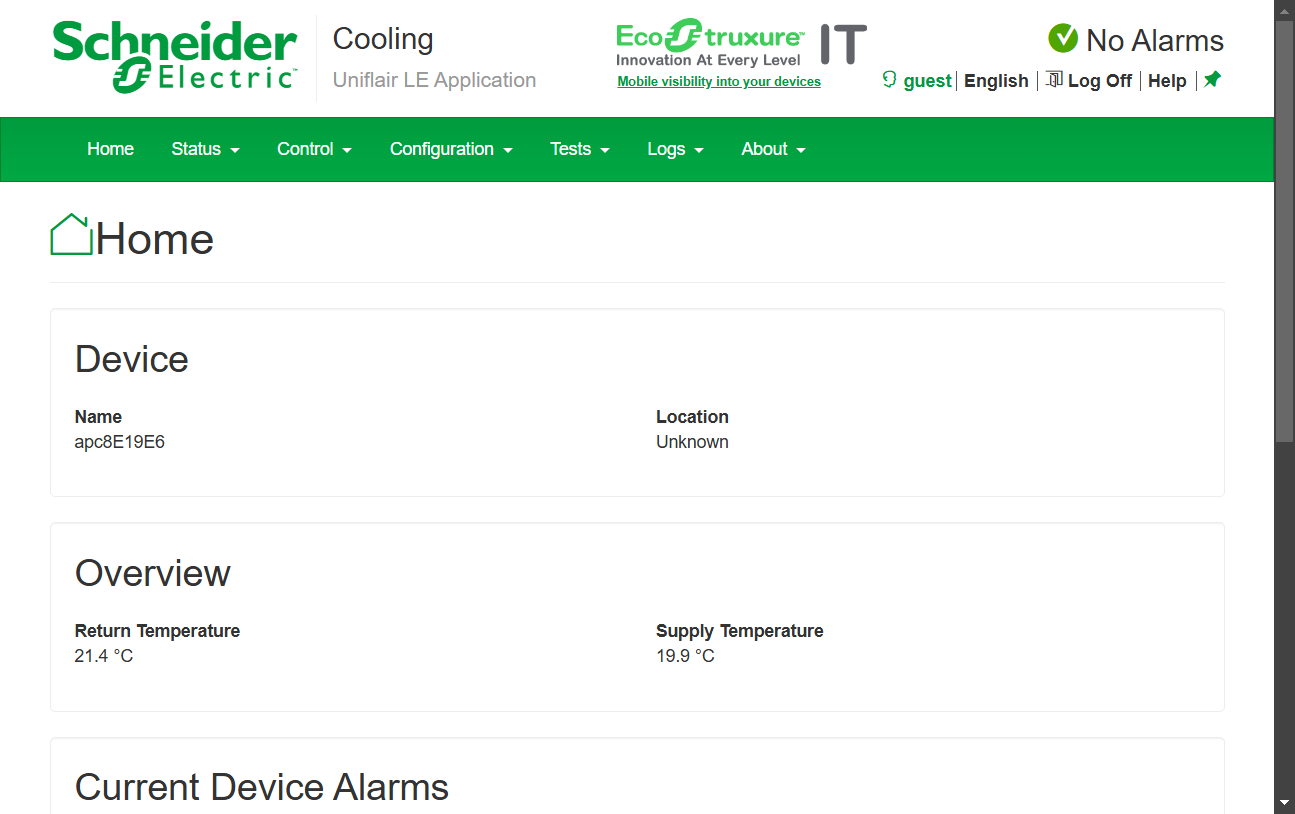 Schneider Electric™
Cooling
Uniflair LE Application
EcoStruxure™ IT
Innovation At Every Level
Mobile visibility into your devices
No Alarms
guest | English | Log Off | Help |
Home Status Control Configuration Tests Logs About
Home
Device
Name Location
apc8E19E6 Unknown
Overview
Return Temperature Supply Temperature
21.4 °C 19.9 °C
Current Device Alarms